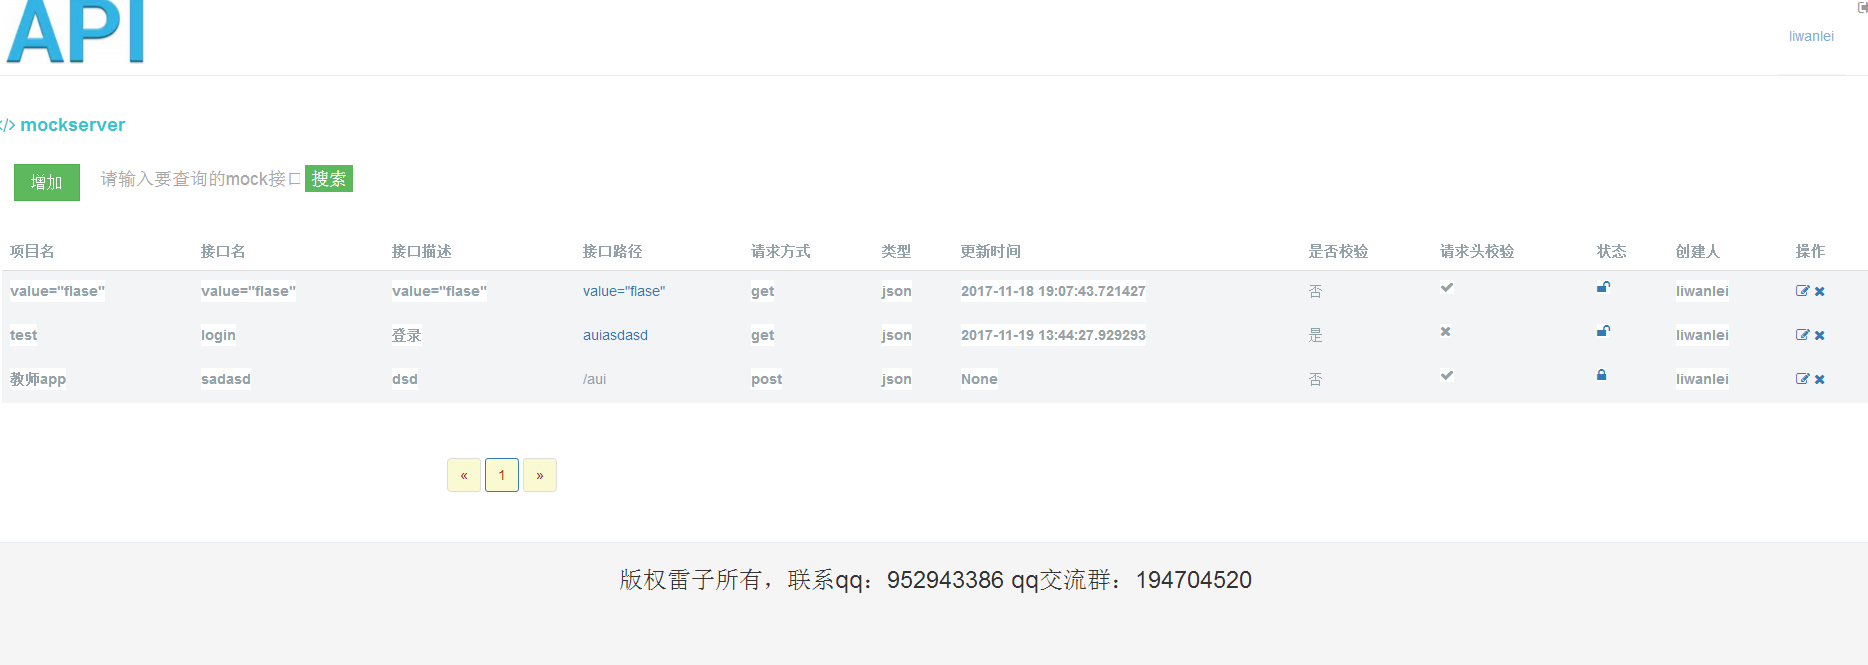 API
liwanlei
</> mockserver
增加 请输入要查询的mock接口 搜索
项目名 接口名 接口描述 接口路径 请求方式 类型 更新时间 是否校验 请求头校验 状态 创建人 操作
value="flase" value="flase" value="flase" value="flase" get json 2017-11-18 19:07:43.721427 否 liwanlei
test login 登录 auiasdasd get json 2017-11-19 13:44:27.929293 是 liwanlei
教师app sadasd dsd /aui post json None 否 liwanlei
« 1 »
版权雷子所有，联系qq：952943386 qq交流群：194704520